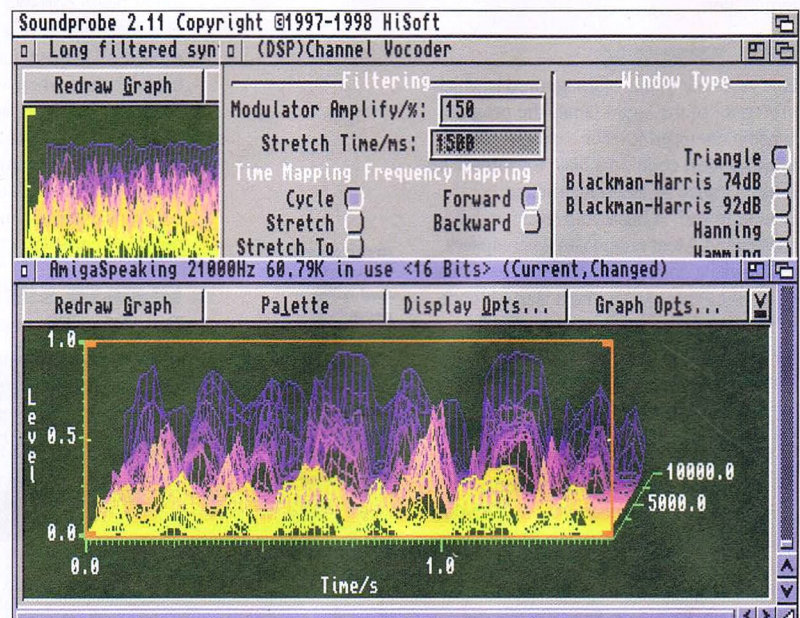 Soundprobe 2.11 Copyright ©1997-1998 HiSoft
Long filtered syn
(DSP)Channel Vocoder
Redraw Graph
Filtering
Modulator Amplify/%: 150
Stretch Time/ms: 1500
Time Mapping Frequency Mapping
Cycle
Forward
Stretch
Backward
Stretch To
Window Type
Triangle
Blackman-Harris 74dB
Blackman-Harris 92dB
Hanning
Hamming
AmigaSpeaking 21000Hz 60.79K in use <16 Bits> (Current,Changed)
Redraw Graph
Palette
Display Opts...
Graph Opts...
Level
1.0
0.5
0.0
10000.0
5000.0
0.0
1.0
Time/s